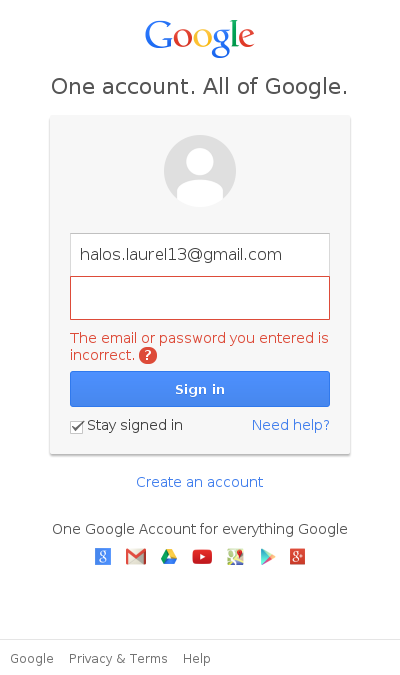 Google
One account. All of Google.
halos.laurel13@gmail.com
The email or password you entered is
incorrect. ?
Sign in
Stay signed in
Need help?
Create an account
One Google Account for everything Google
Google
Privacy & Terms
Help